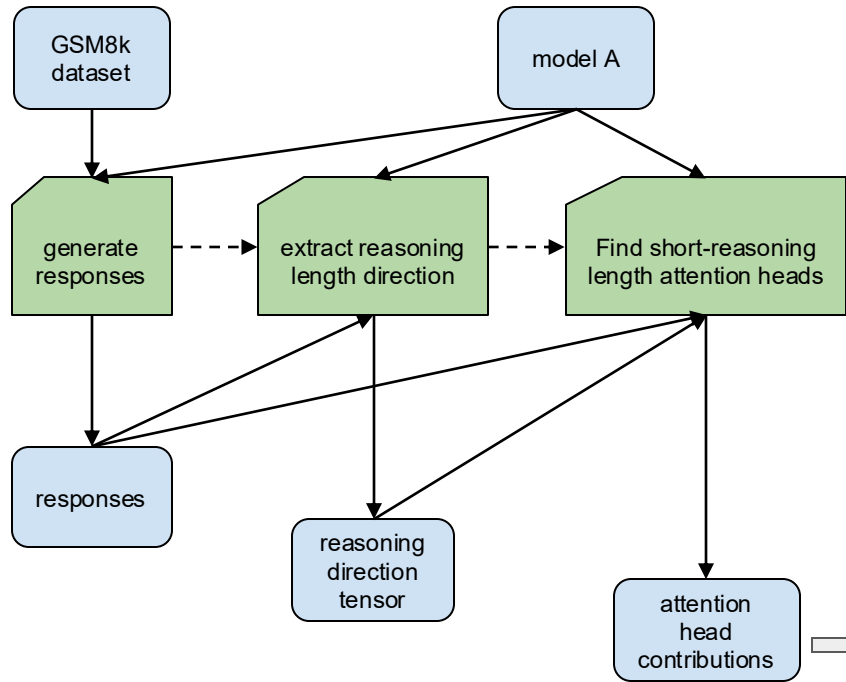 GSM8k
dataset
model A
generate
responses
extract reasoning
length direction
Find short-reasoning
length attention heads
responses
reasoning
direction
tensor
attention
head
contributions